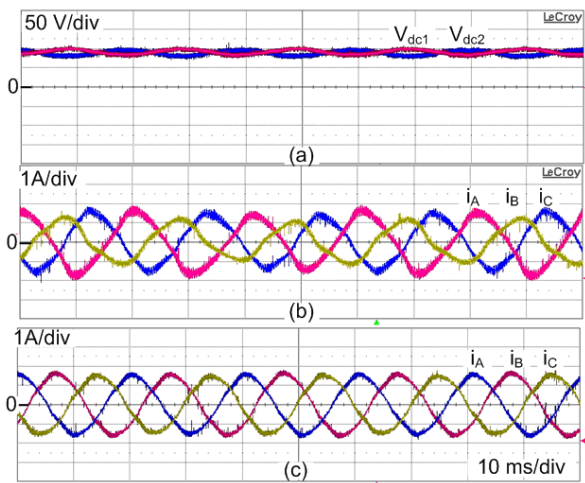 50 V/div
LeCroy
Vdc1 Vdc2
0
(a)
1A/div
LeCroy
iA iB iC
0
(b)
1A/div
iA iB iC
0
10 ms/div
(c)